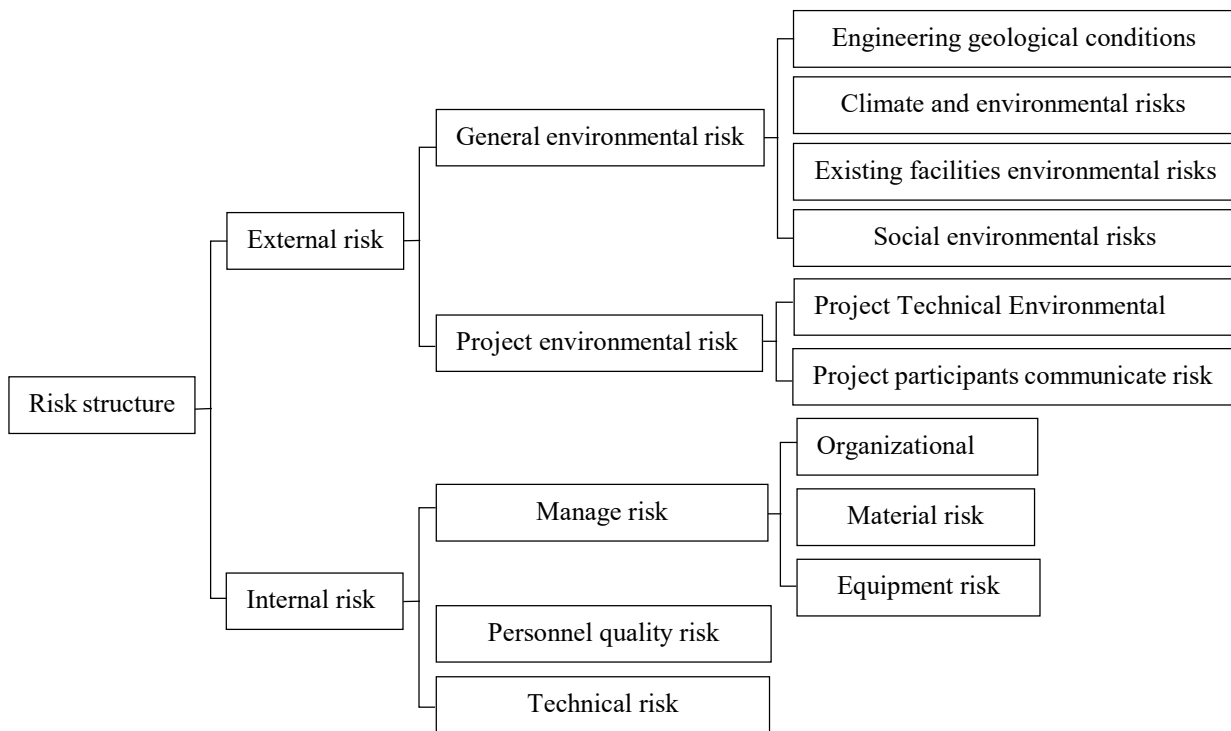 Engineering geological conditions
Climate and environmental risks
General environmental risk
Existing facilities environmental risks
External risk
Social environmental risks
Project Technical Environmental
Project environmental risk
Project participants communicate risk
Risk structure
Organizational
Manage risk
Material risk
Equipment risk
Internal risk
Personnel quality risk
Technical risk